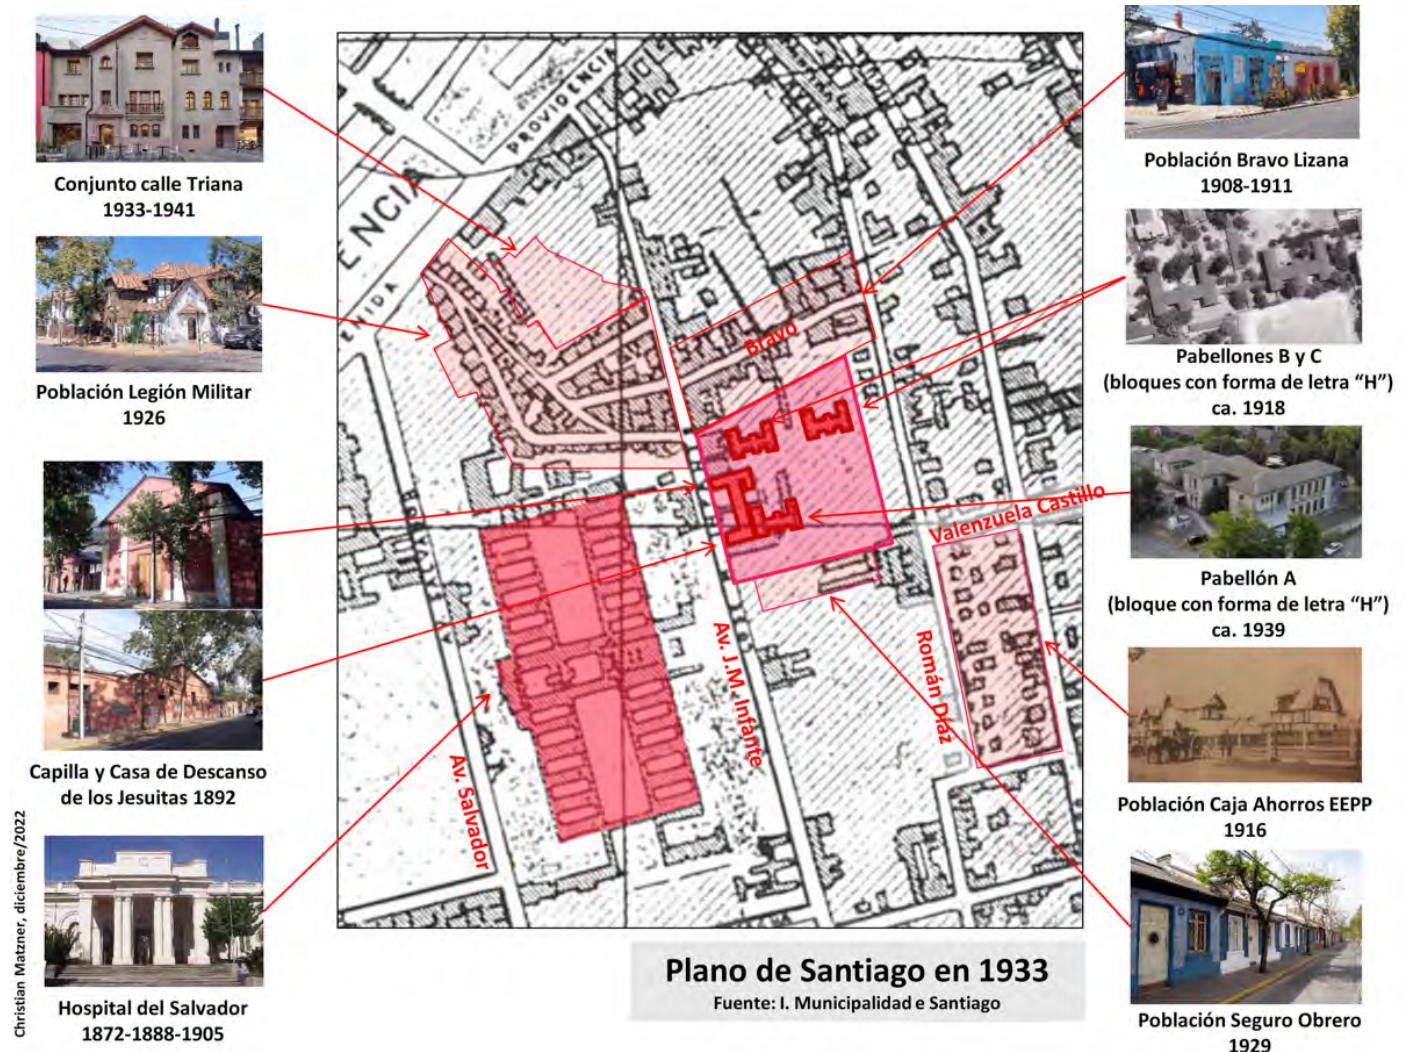 Conjunto calle Triana
1933-1941
Población Legión Militar
1926
Capilla y Casa de Descanso
de los Jesuitas 1892
Hospital del Salvador
1872-1888-1905
Christian Matzner, diciembre/2022
PROVIDENCIA
ENCIA
ENIDA
Bravo
Valenzuela Castillo
Román Díaz
Av. J.M. Infante
Av. Salvador
Plano de Santiago en 1933
Fuente: I. Municipalidad e Santiago
Población Bravo Lizana
1908-1911
Pabellones B y C
(bloques con forma de letra “H”)
ca. 1918
Pabellón A
(bloque con forma de letra “H”)
ca. 1939
Población Caja Ahorros EEPP
1916
Población Seguro Obrero
1929